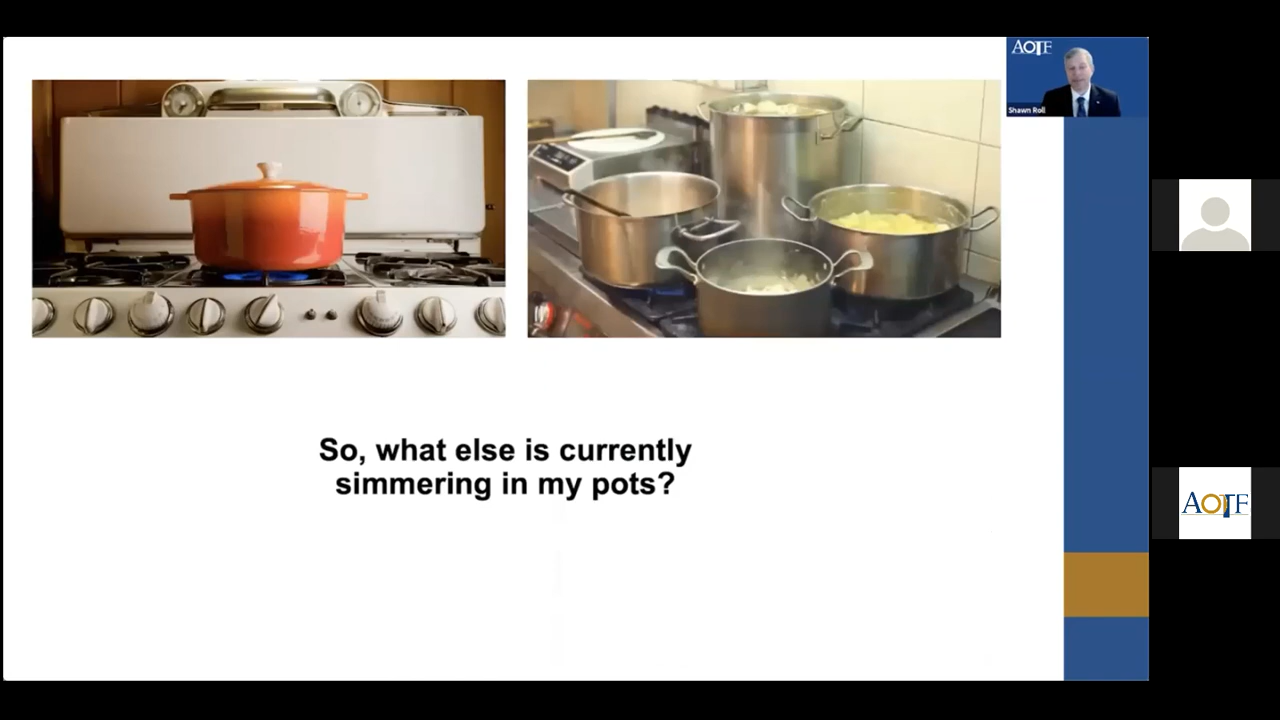 AOTF
Shawn Roll
So, what else is currently
simmering in my pots?
AOTF